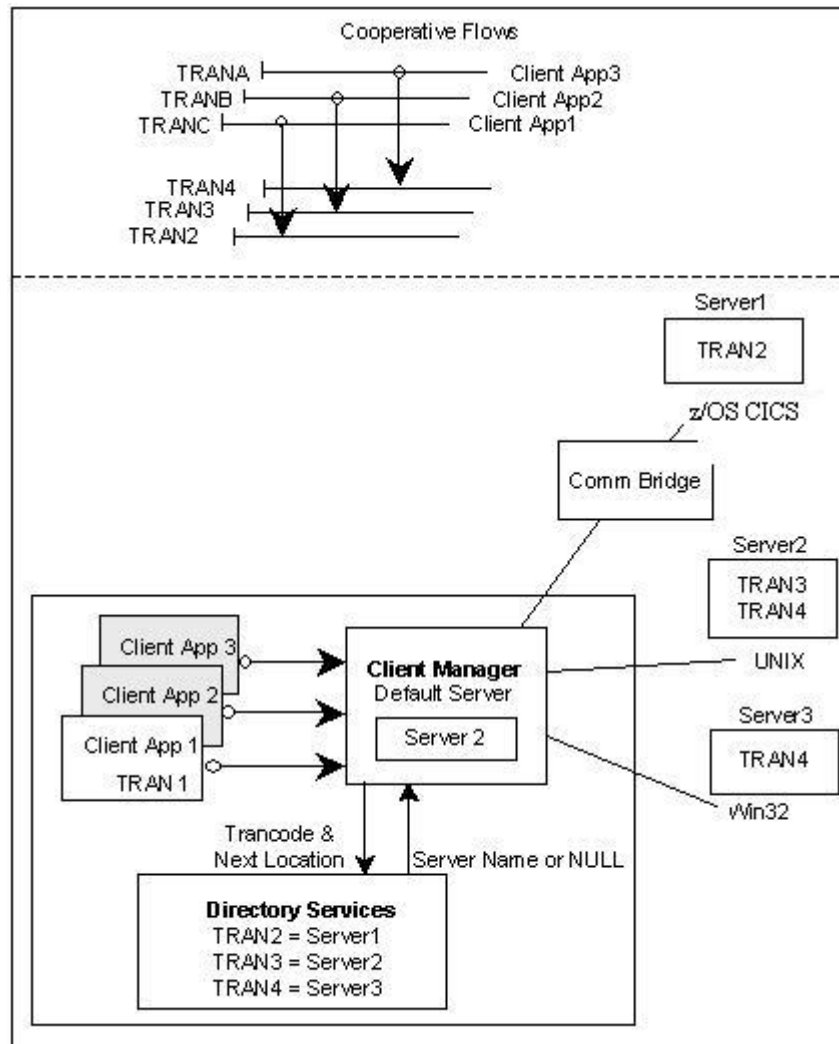 Cooperative Flows
TRANA
Client App3
TRANB
Client App2
TRANC
Client App1
TRAN4
TRAN3
TRAN2
Server1
TRAN2
z/OS CICS
Comm Bridge
Server2
TRAN3
TRAN4
UNIX
Client App 3
Client App 2
Client App 1
TRAN 1
Client Manager
Default Server
Server 2
Server3
TRAN4
Win32
Trancode &
Next Location
Server Name or NULL
Directory Services
TRAN2 = Server1
TRAN3 = Server2
TRAN4 = Server3